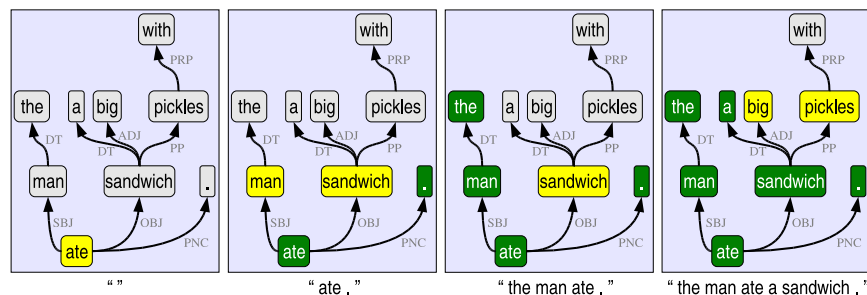 with
PRP
the
a
big
pickles
DT
DT
ADJ
PP
man
sandwich
.
SBJ
OBJ
PNC
ate
“ ”
with
PRP
the
a
big
pickles
DT
DT
ADJ
PP
man
sandwich
.
SBJ
OBJ
PNC
ate
“ ate . ”
with
PRP
the
a
big
pickles
DT
DT
ADJ
PP
man
sandwich
.
SBJ
OBJ
PNC
ate
“ the man ate . ”
with
PRP
the
a
big
pickles
DT
DT
ADJ
PP
man
sandwich
.
SBJ
OBJ
PNC
ate
“ the man ate a sandwich . ”